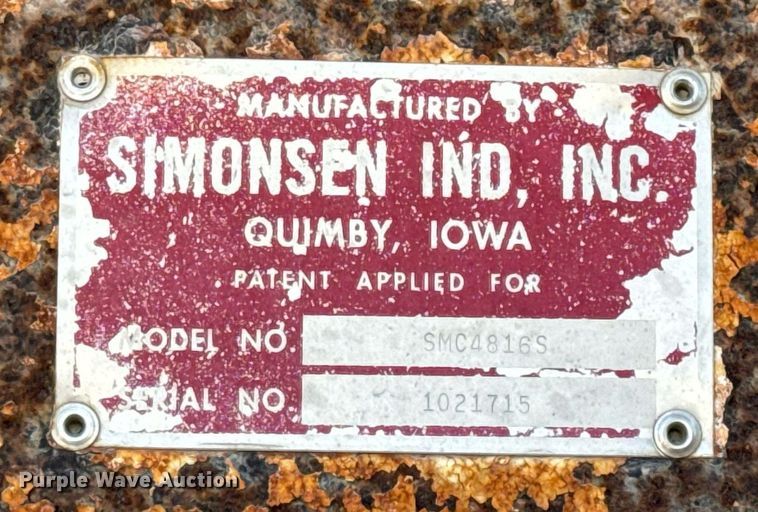 MANUFACTURED BY
SIMONSEN IND, INC.
QUIMBY, IOWA
PATENT APPLIED FOR
MODEL NO. SMC4816S
SERIAL NO. 1021715
Purple Wave Auction